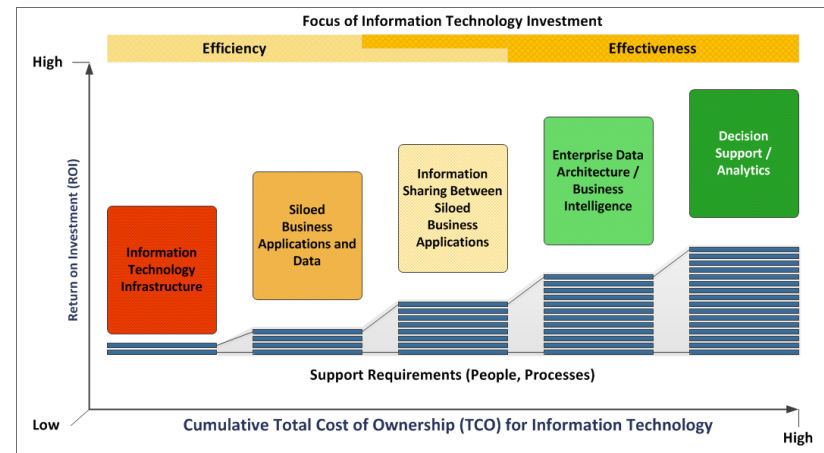 Focus of Information Technology Investment
Efficiency
Effectiveness
High
Return on Investment (ROI)
Information
Technology
Infrastructure
Siloed
Business
Applications and
Data
Information
Sharing Between
Siloed
Business
Applications
Enterprise Data
Architecture /
Business
Intelligence
Decision
Support /
Analytics
Support Requirements (People, Processes)
Low
Cumulative Total Cost of Ownership (TCO) for Information Technology
High